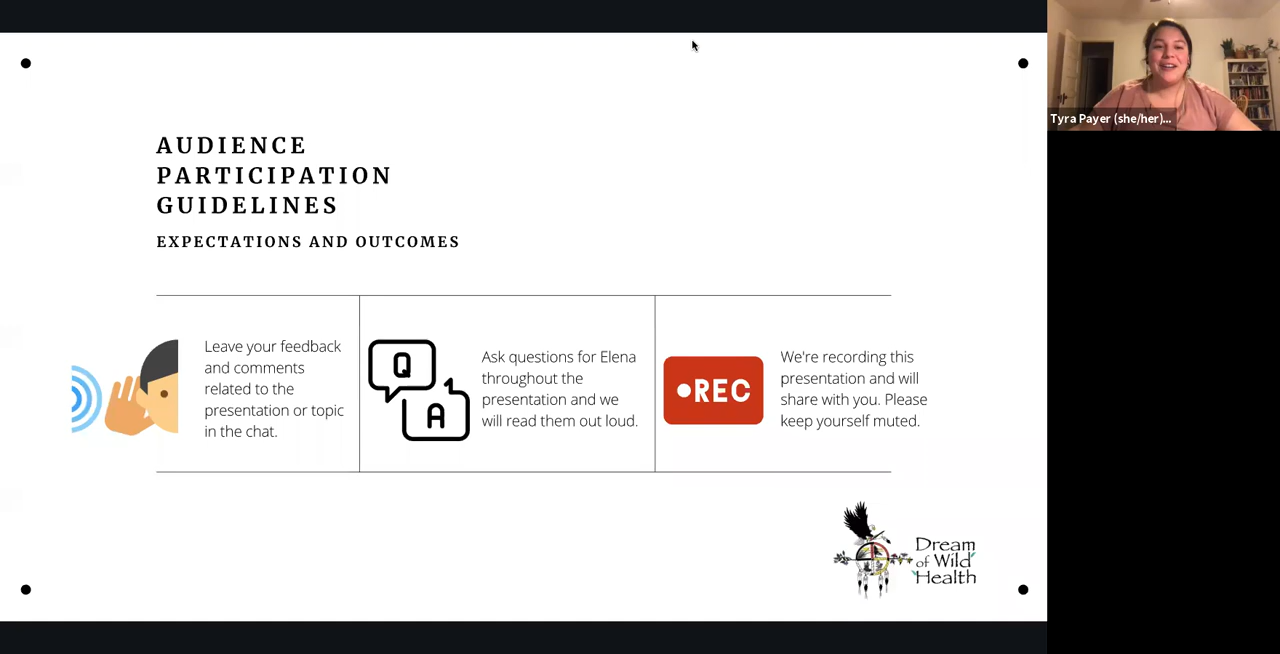 AUDIENCE
PARTICIPATION
GUIDELINES
EXPECTATIONS AND OUTCOMES
Leave your feedback
and comments
related to the
presentation or topic
in the chat.
Q
A
Ask questions for Elena
throughout the
presentation and we
will read them out loud.
REC
We're recording this
presentation and will
share with you. Please
keep yourself muted.
Dream
of Wild
Health
Tyra Payer (she/her)...